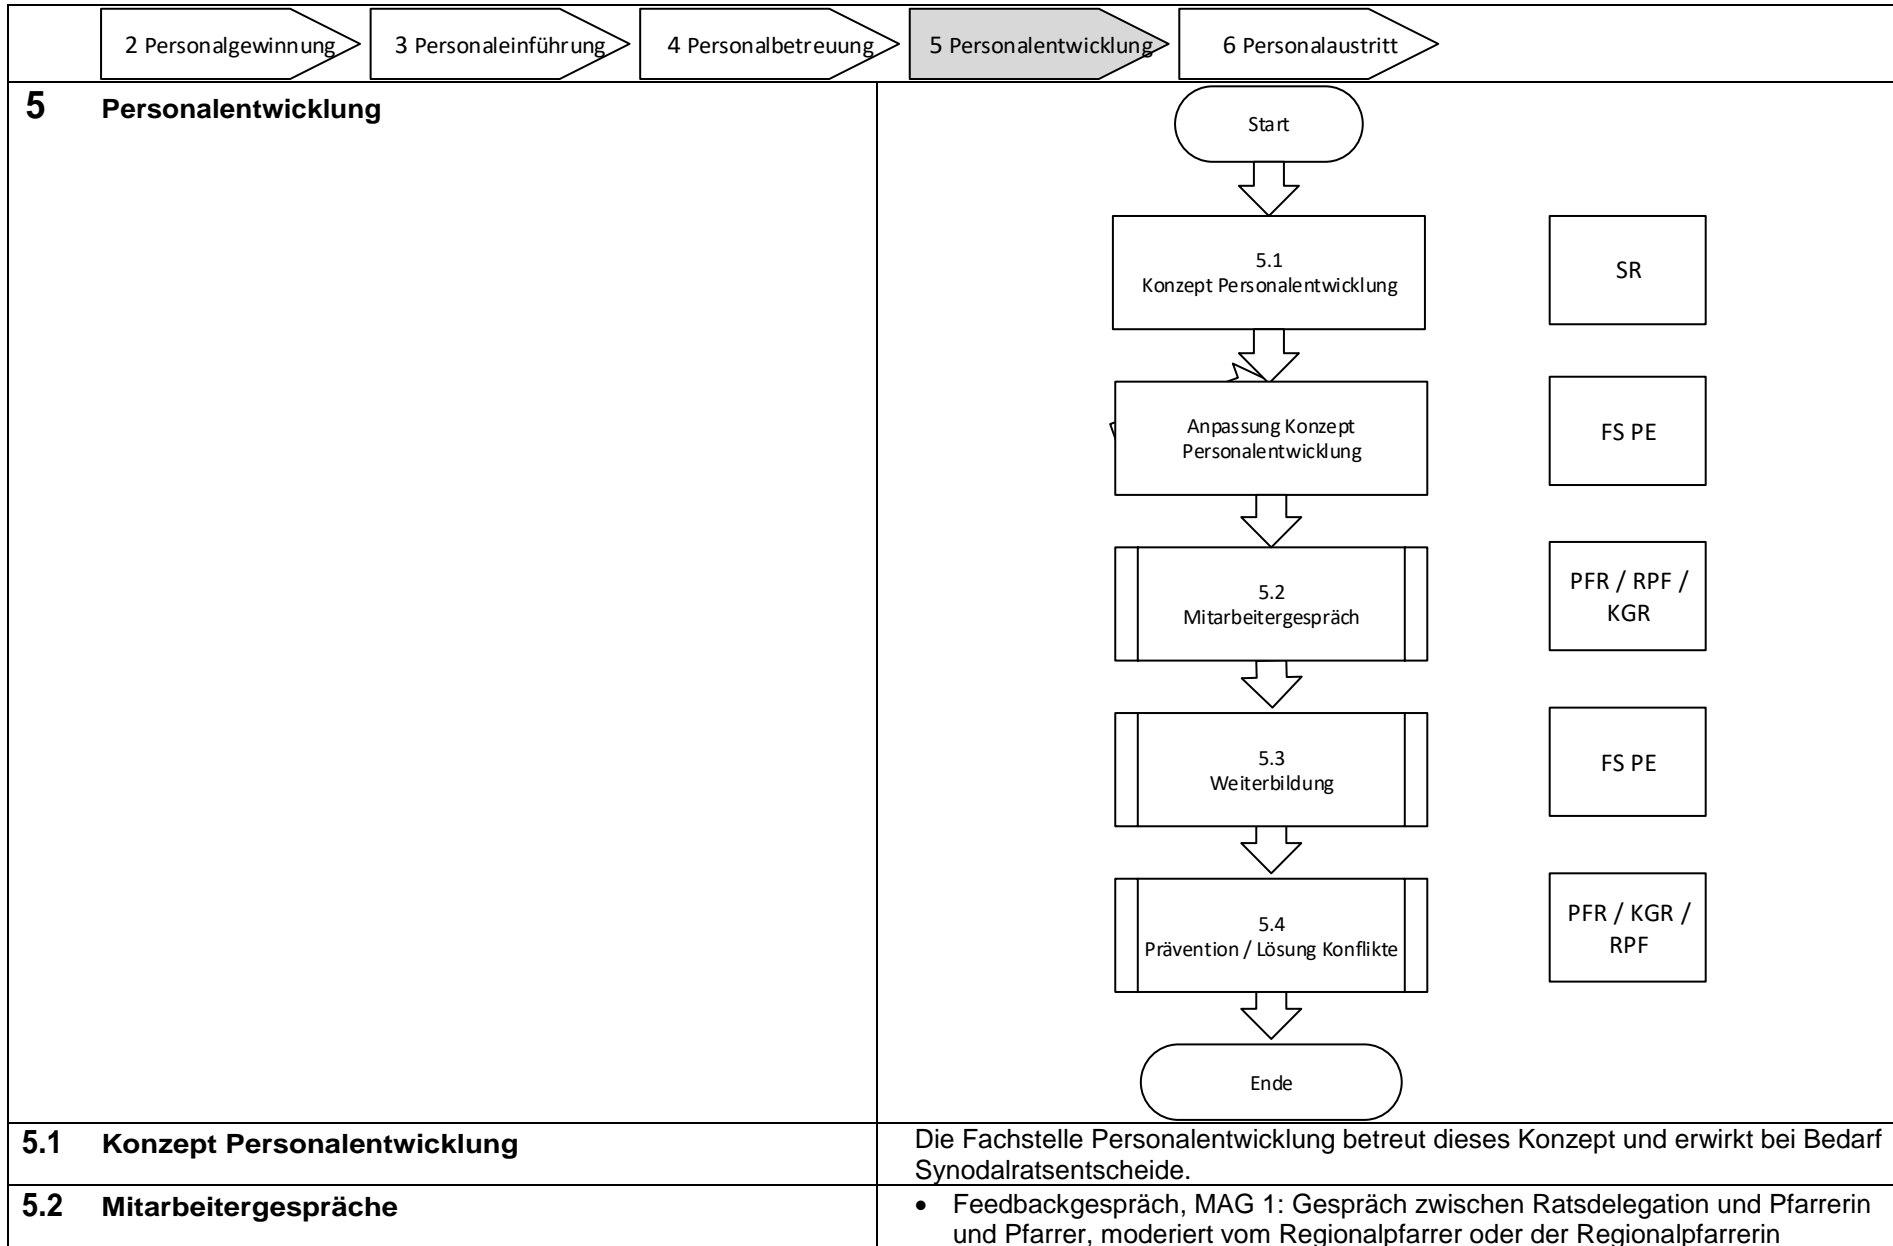 2 Personalgewinnung
3 Personaleinführung
4 Personalbetreuung
5 Personalentwicklung
6 Personalaustritt
5 Personalentwicklung
Start
5.1
Konzept Personalentwicklung
SR
Anpassung Konzept
Personalentwicklung
FS PE
5.2
Mitarbeitergespräch
PFR / RPF /
KGR
5.3
Weiterbildung
FS PE
5.4
Prävention / Lösung Konflikte
PFR / KGR /
RPF
Ende
5.1 Konzept Personalentwicklung
Die Fachstelle Personalentwicklung betreut dieses Konzept und erwirkt bei Bedarf
Synodalratsentscheide.
5.2 Mitarbeitergespräche
• Feedbackgespräch, MAG 1: Gespräch zwischen Ratsdelegation und Pfarrerin
und Pfarrer, moderiert vom Regionalpfarrer oder der Regionalpfarrerin